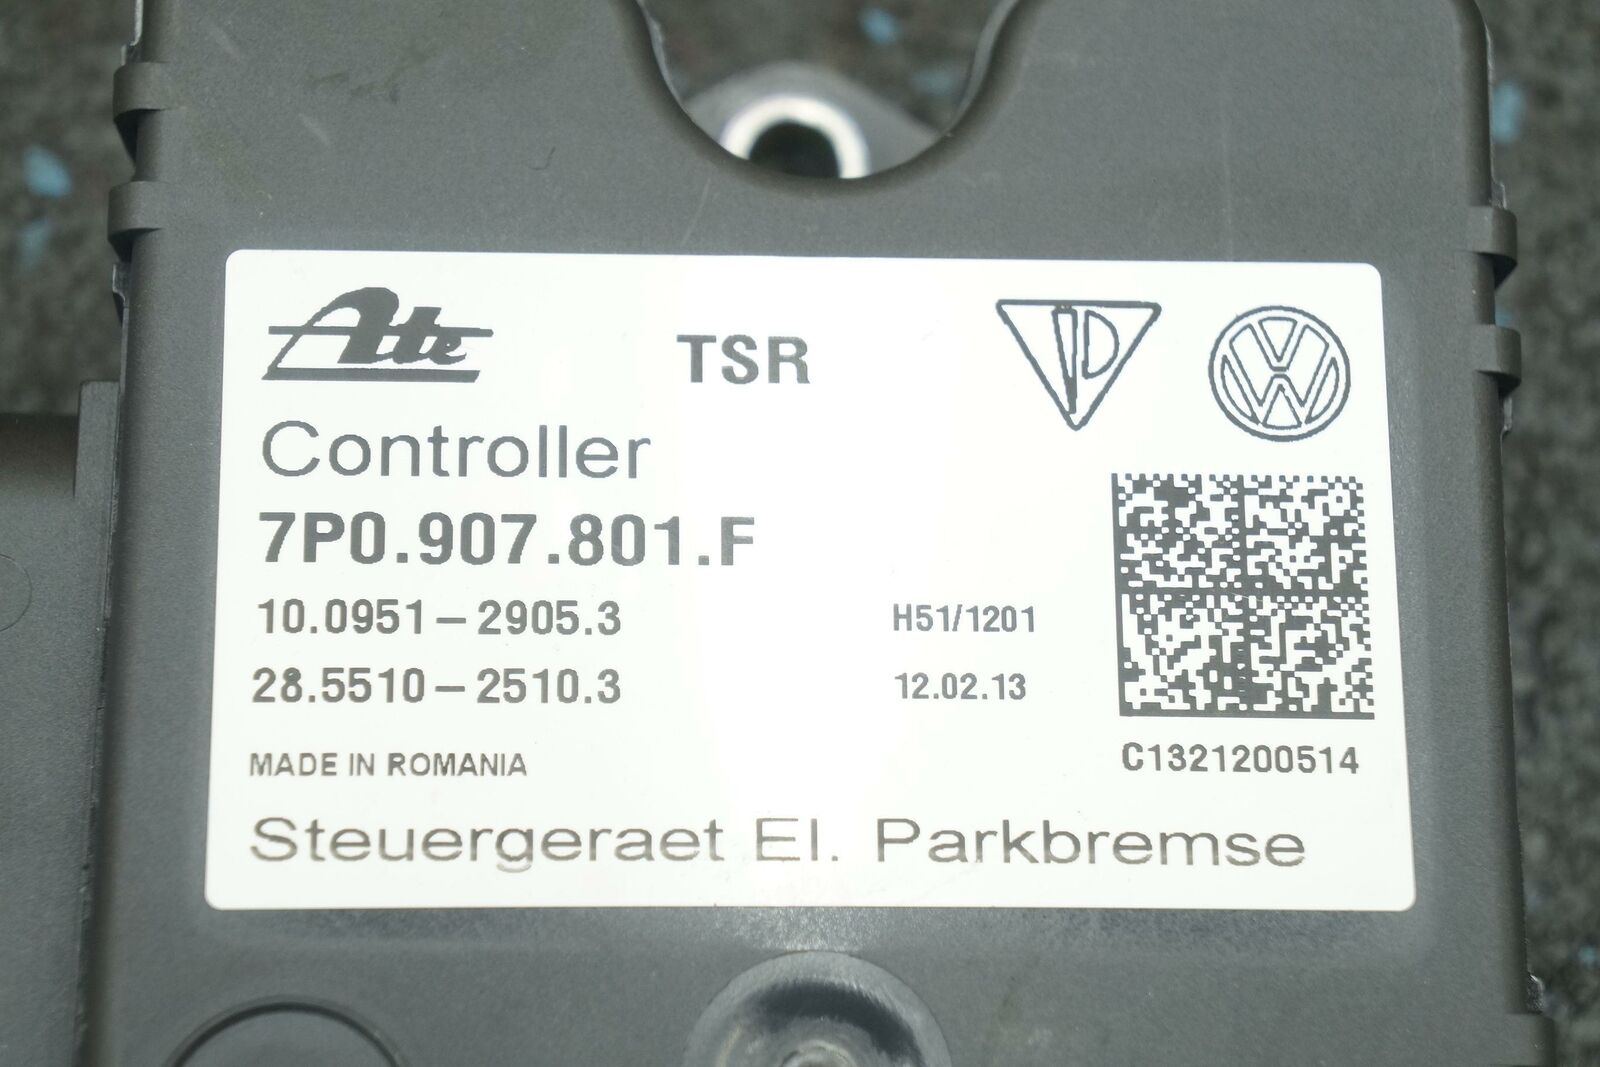 Ate TSR
Controller
7P0.907.801.F
10.0951-2905.3 H51/1201
28.5510-2510.3 12.02.13
MADE IN ROMANIA C1321200514
Steuergeraet El. Parkbremse